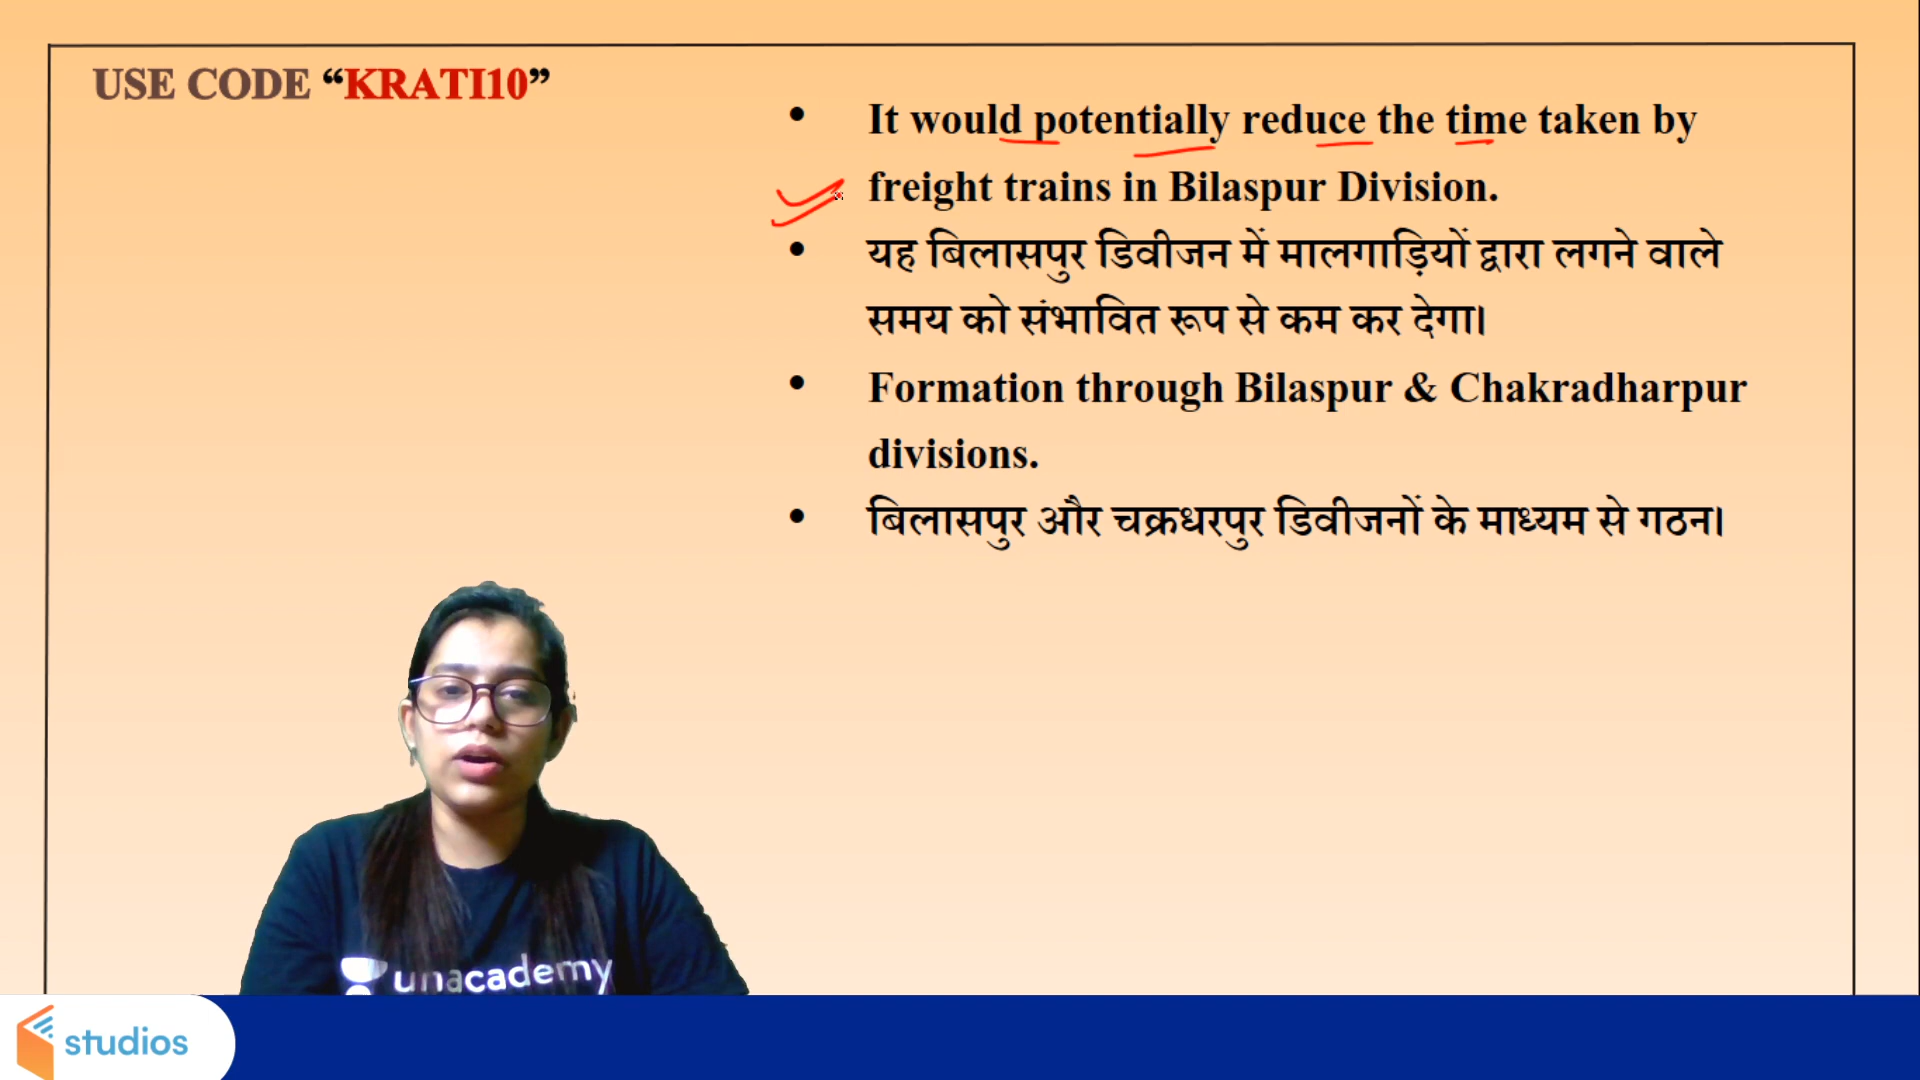 USE CODE “KRATI10”
• It would potentially reduce the time taken by
freight trains in Bilaspur Division.
• यह बिलासपुर डिवीजन में मालगाड़ियों द्वारा लगने वाले
समय को संभावित रूप से कम कर देगा।
• Formation through Bilaspur & Chakradharpur
divisions.
• बिलासपुर और चक्रधरपुर डिवीजनों के माध्यम से गठन।
unacademy
studios